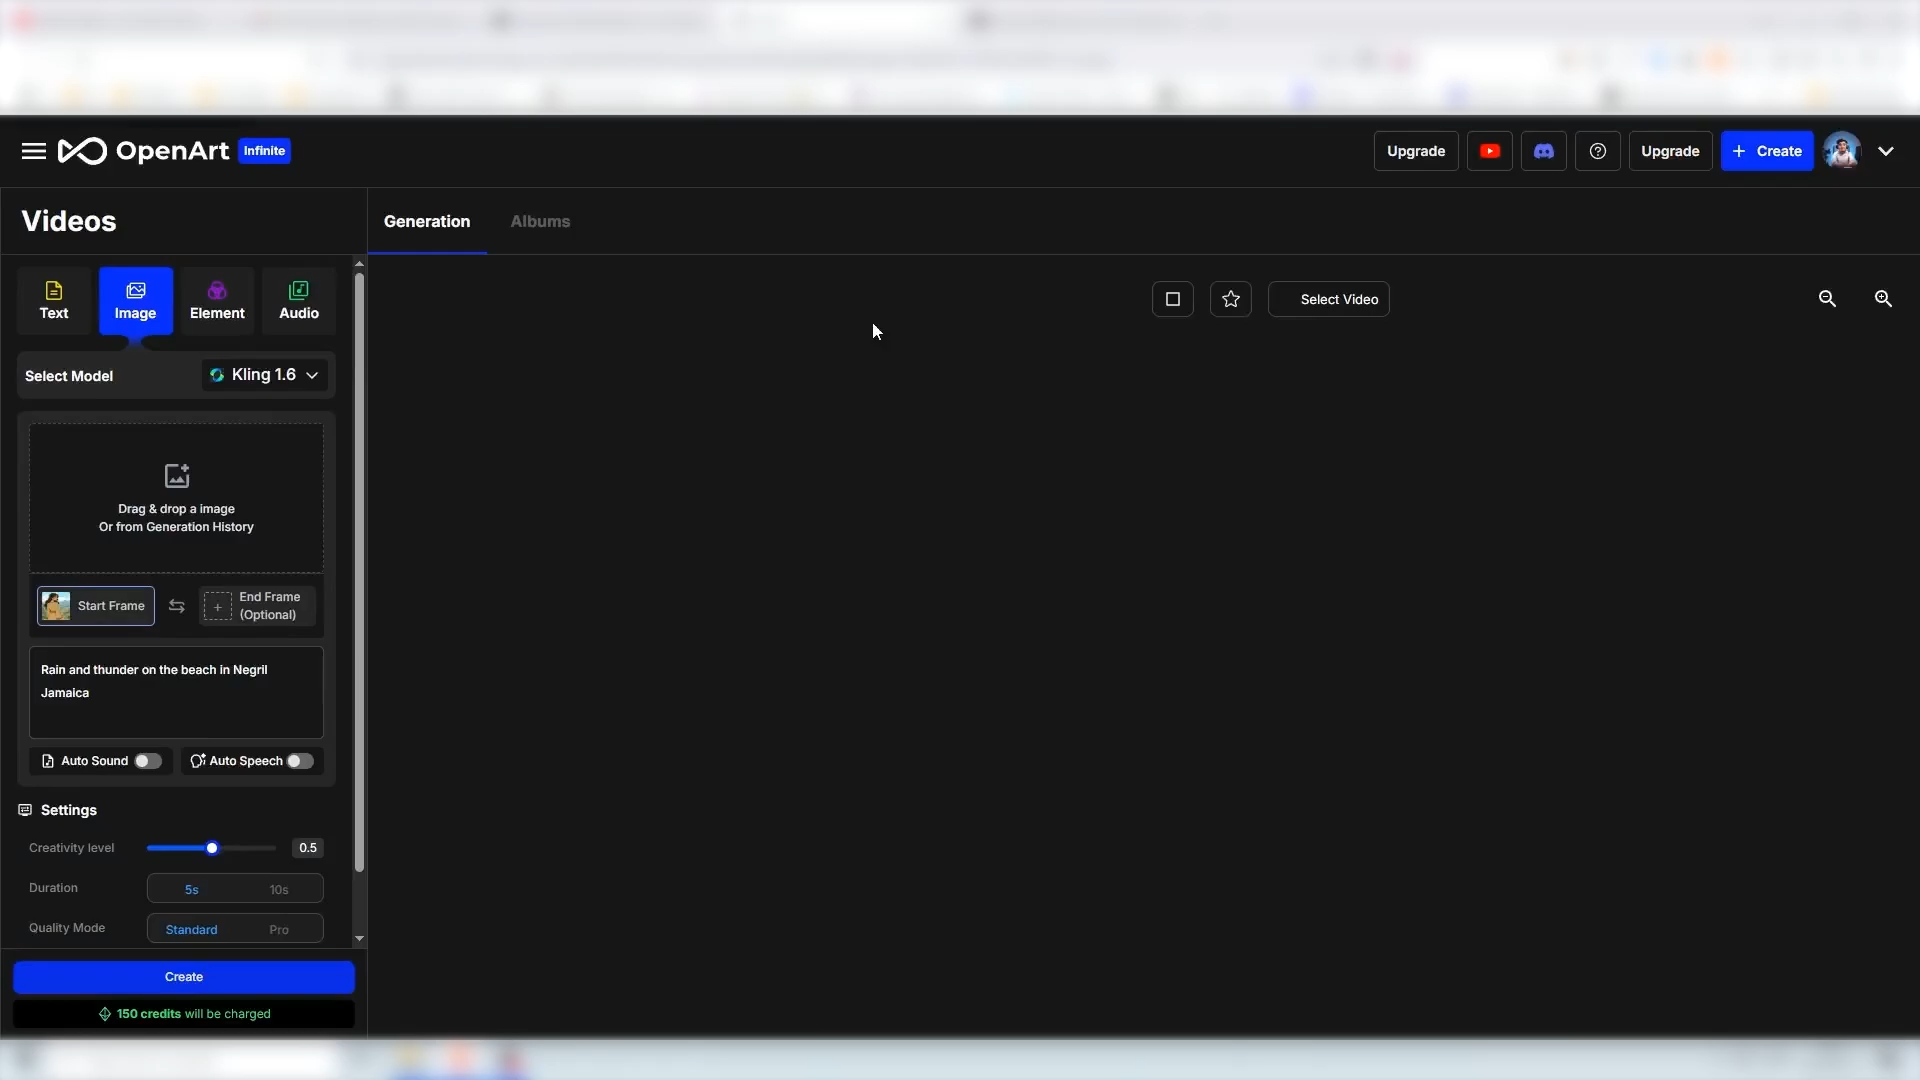 OpenArt Infinite
Upgrade
Upgrade
+ Create
Videos
Generation
Albums
Text
Image
Element
Audio
Select Video
Select Model
Kling 1.6
Drag & drop a image
Or from Generation History
Start Frame
End Frame
(Optional)
Rain and thunder on the beach in Negril
Jamaica
Auto Sound
Auto Speech
Settings
Creativity level
0.5
Duration
5s
10s
Quality Mode
Standard
Pro
Create
150 credits will be charged